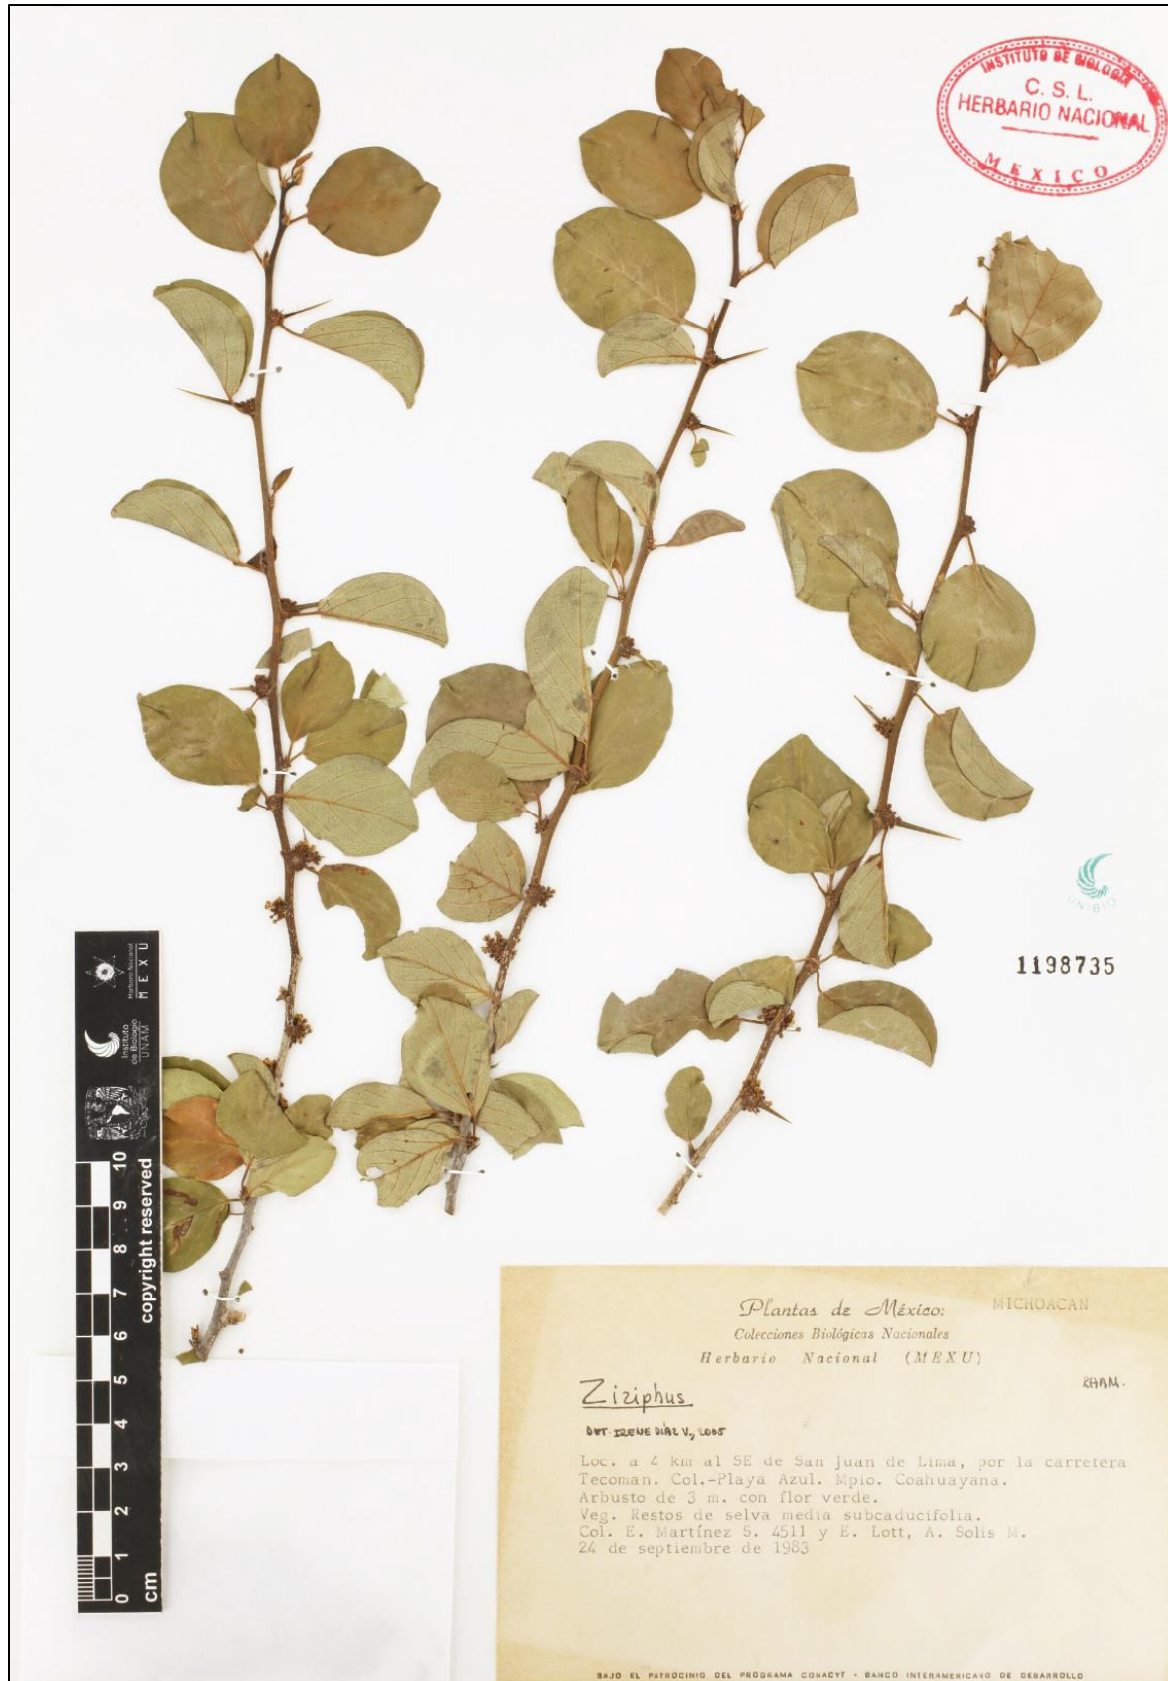 INSTITUTO DE BIOLOGIA
C. S. L.
HERBARIO NACIONAL
MEXICO
UNIBIO
1198735
Herbario Nacional
M E X U
Instituto
de Biología
UNAM
copyright reserved
10
9
8
7
6
5
4
3
2
1
0
cm
Plantas de México:
MICHOACAN
Colecciones Biológicas Nacionales
Herbario Nacional (MEXU)
Ziziphus
RHAM.
DET. IRENE DÍAZ V., 2005
Loc. a 4 km al SE de San Juan de Lima, por la carretera
Tecoman. Col.-Playa Azul. Mpio. Coahuayana.
Arbusto de 3 m. con flor verde.
Veg. Restos de selva media subcaducifolia.
Col. E. Martínez S. 4511 y E. Lott, A. Solis M.
24 de septiembre de 1983
BAJO EL PATROCINIO DEL PROGRAMA CONACYT - BANCO INTERAMERICANO DE DESARROLLO